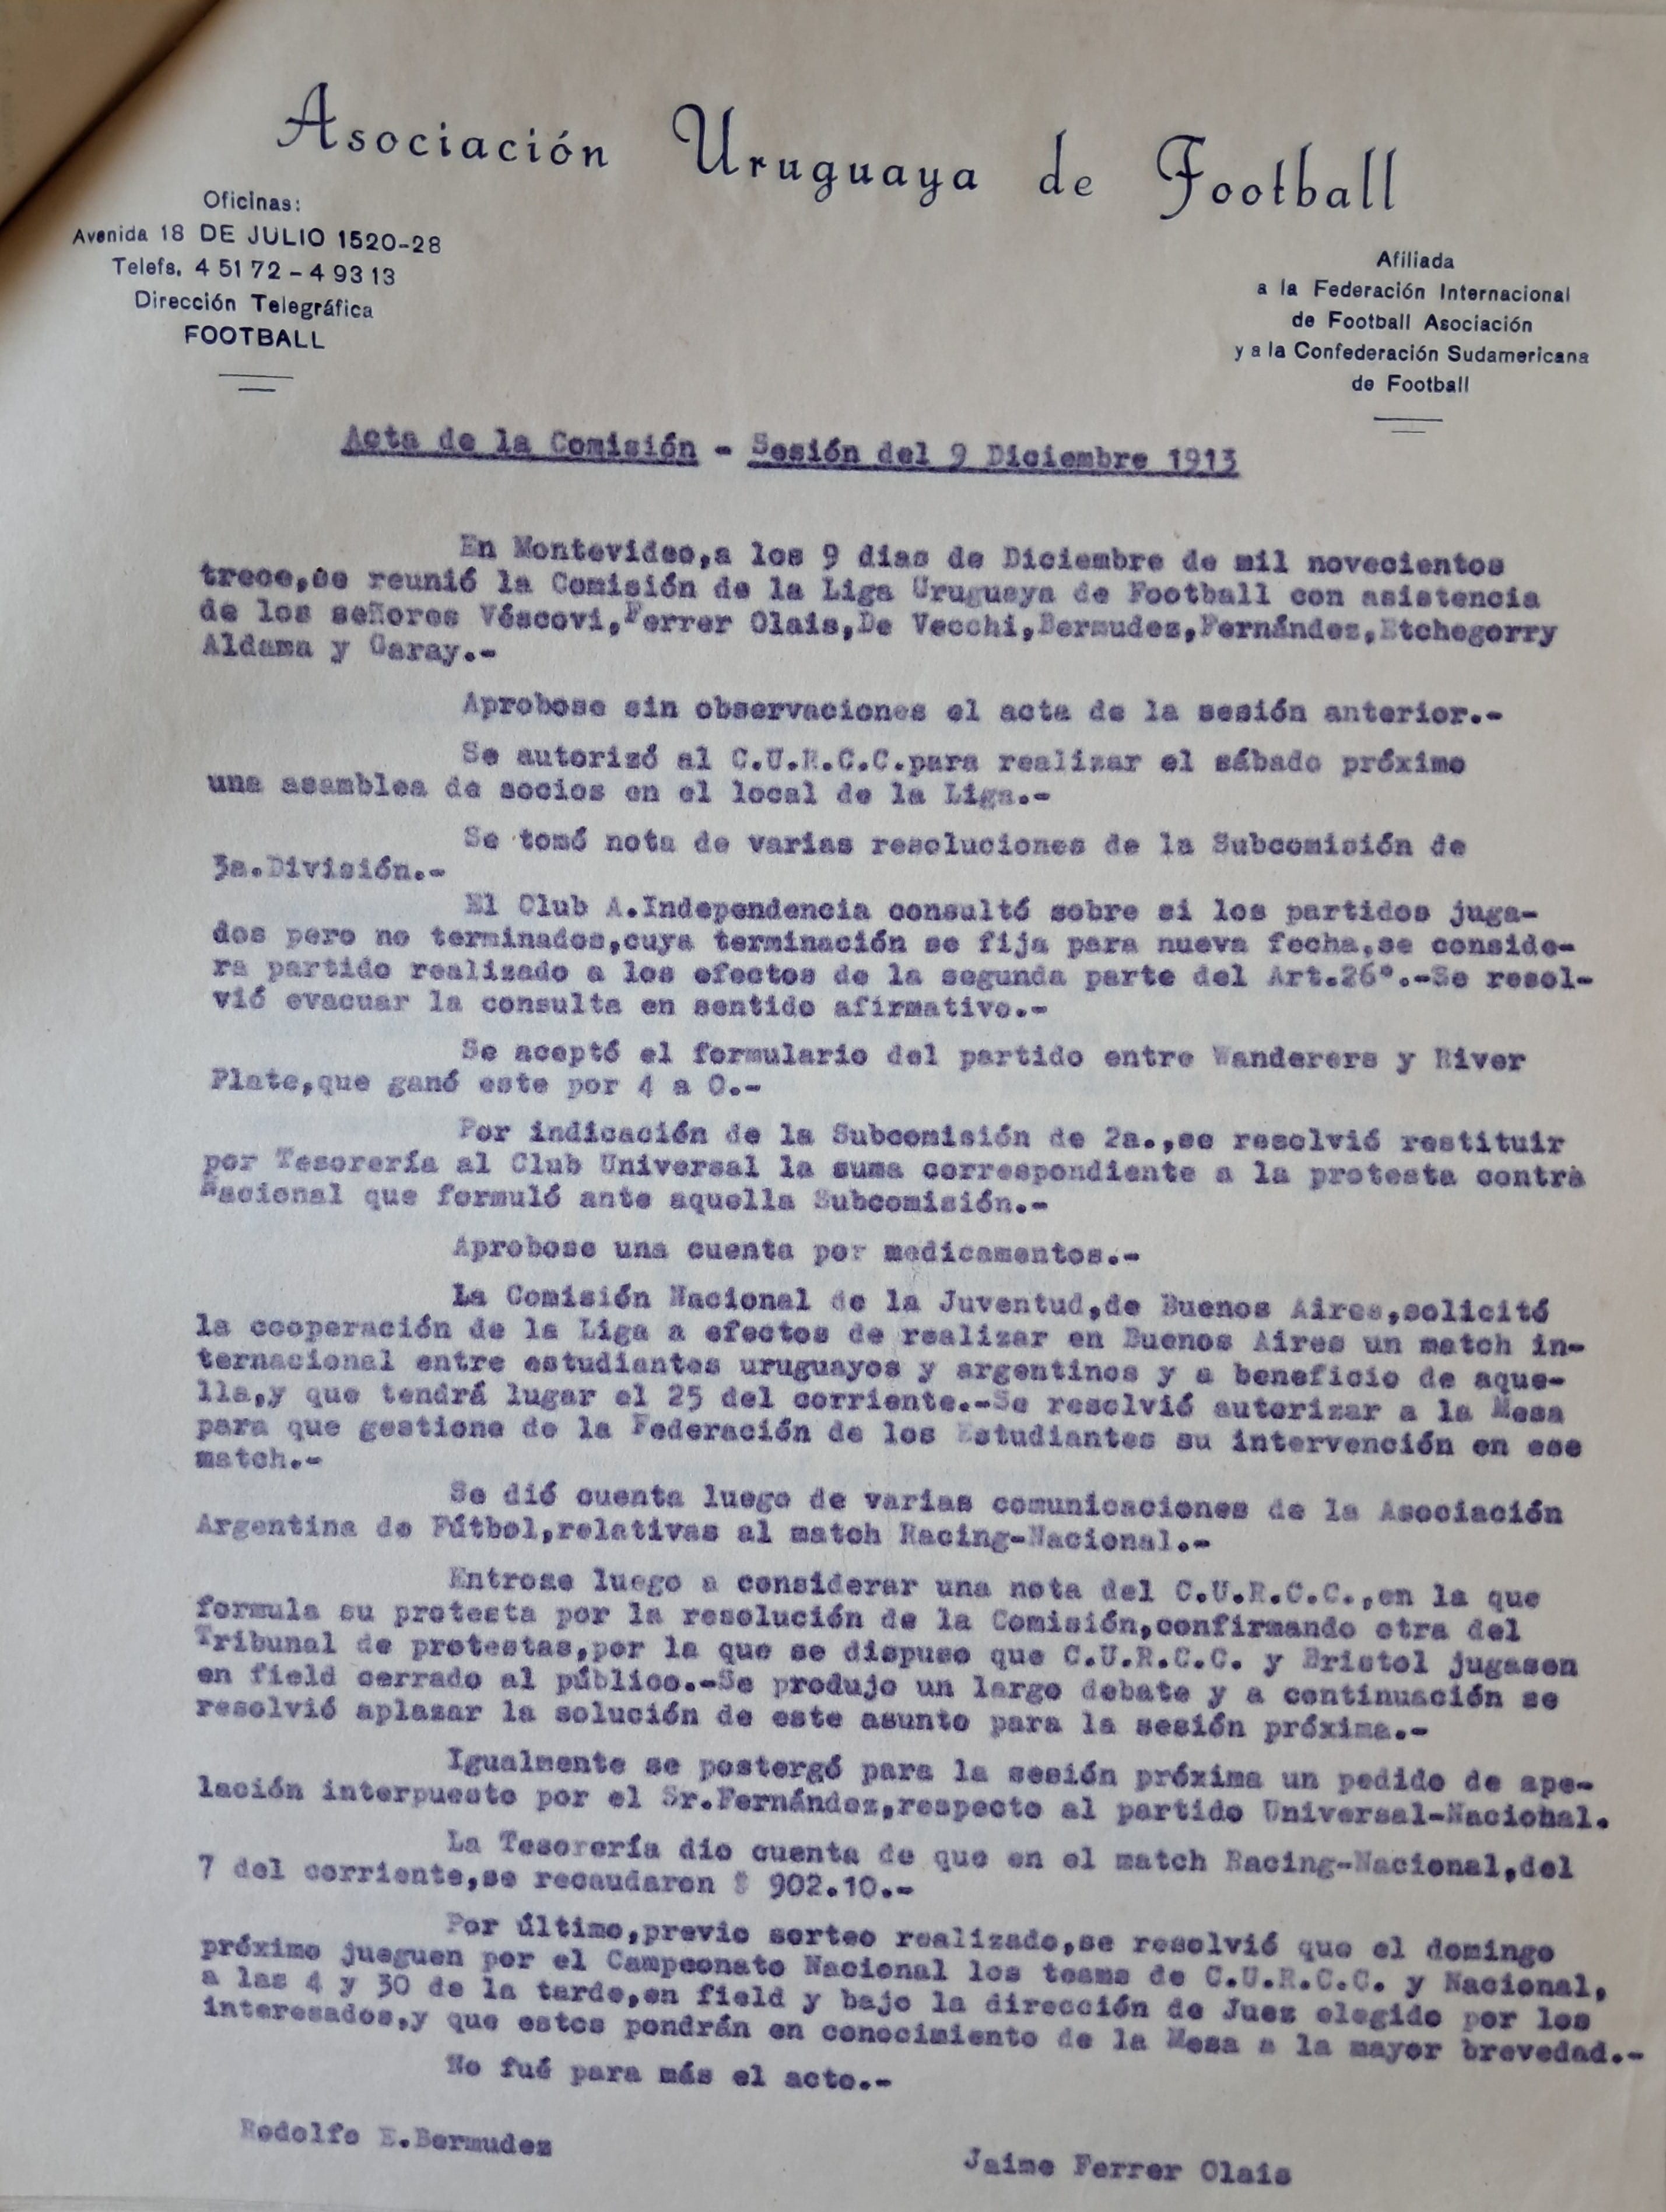 Asociación Uruguaya de Football
Oficinas:
Avenida 18 DE JULIO 1520-28
Telefs. 4 51 72 - 4 93 13
Dirección Telegráfica
FOOTBALL
Afiliada
a la Federación Internacional
de Football Asociación
y a la Confederación Sudamericana
de Football
Acta de la Comisión - Sesión del 9 Diciembre 1913
En Montevideo,a los 9 dias de Diciembre de mil novecientos
trece,se reunió la Comisión de la Liga Uruguaya de Football con asistencia
de los señores Véscovi,Ferrer Olais,De Vecchi,Bermudez,Fernández,Etchegorry
Aldama y Garay.-
Aprobose sin observaciones el acta de la sesión anterior.-
Se autorizó al C.U.R.C.C.para realizar el sábado próximo
una asamblea de socios en el local de la Liga.-
Se tomó nota de varias resoluciones de la Subcomisión de
3a.División.-
El Club A.Independencia consultó sobre si los partidos juga-
dos pero no terminados,cuya terminación se fija para nueva fecha,se conside-
ra partido realizado a los efectos de la segunda parte del Art.26°.-Se resol-
vió evacuar la consulta en sentido afirmativo.-
Se aceptó el formulario del partido entre Wanderers y River
Plate,que ganó este por 4 a 0.-
Por indicación de la Subcomisión de 2a.,se resolvió restituir
por Tesorería al Club Universal la suma correspondiente a la protesta contra
Nacional que formuló ante aquella Subcomisión.-
Aprobose una cuenta por medicamentos.-
La Comisión Nacional de la Juventud,de Buenos Aires,solicitó
la cooperación de la Liga a efectos de realizar en Buenos Aires un match in-
ternacional entre estudiantes uruguayos y argentinos y a beneficio de aque-
lla,y que tendrá lugar el 25 del corriente.-Se resolvió autorizar a la Mesa
para que gestione de la Federación de los Estudiantes su intervención en ese
match.-
Se dió cuenta luego de varias comunicaciones de la Asociación
Argentina de Fútbol,relativas al match Racing-Nacional.-
Entrose luego a considerar una nota del C.U.R.C.C.,en la que
formula su protesta por la resolución de la Comisión,confirmando otra del
Tribunal de protestas,por la que se dispuso que C.U.R.C.C. y Bristol jugasen
en field cerrado al público.-Se produjo un largo debate y a continuación se
resolvió aplazar la solución de este asunto para la sesión próxima.-
Igualmente se postergó para la sesión próxima un pedido de ape-
lación interpuesto por el Sr.Fernández,respecto al partido Universal-Nacional.
La Tesorería dio cuenta de que en el match Racing-Nacional,del
7 del corriente,se recaudaron $ 902.10.-
Por último,previo sorteo realizado,se resolvió que el domingo
próximo jueguen por el Campeonato Nacional los teams de C.U.R.C.C. y Nacional,
a las 4 y 30 de la tarde,en field y bajo la dirección de Juez elegido por los
interesados,y que estos pondrán en conocimiento de la Mesa a la mayor brevedad.-
No fué para más el acto.-
Rodolfo E.Bermudez
Jaime Ferrer Olais